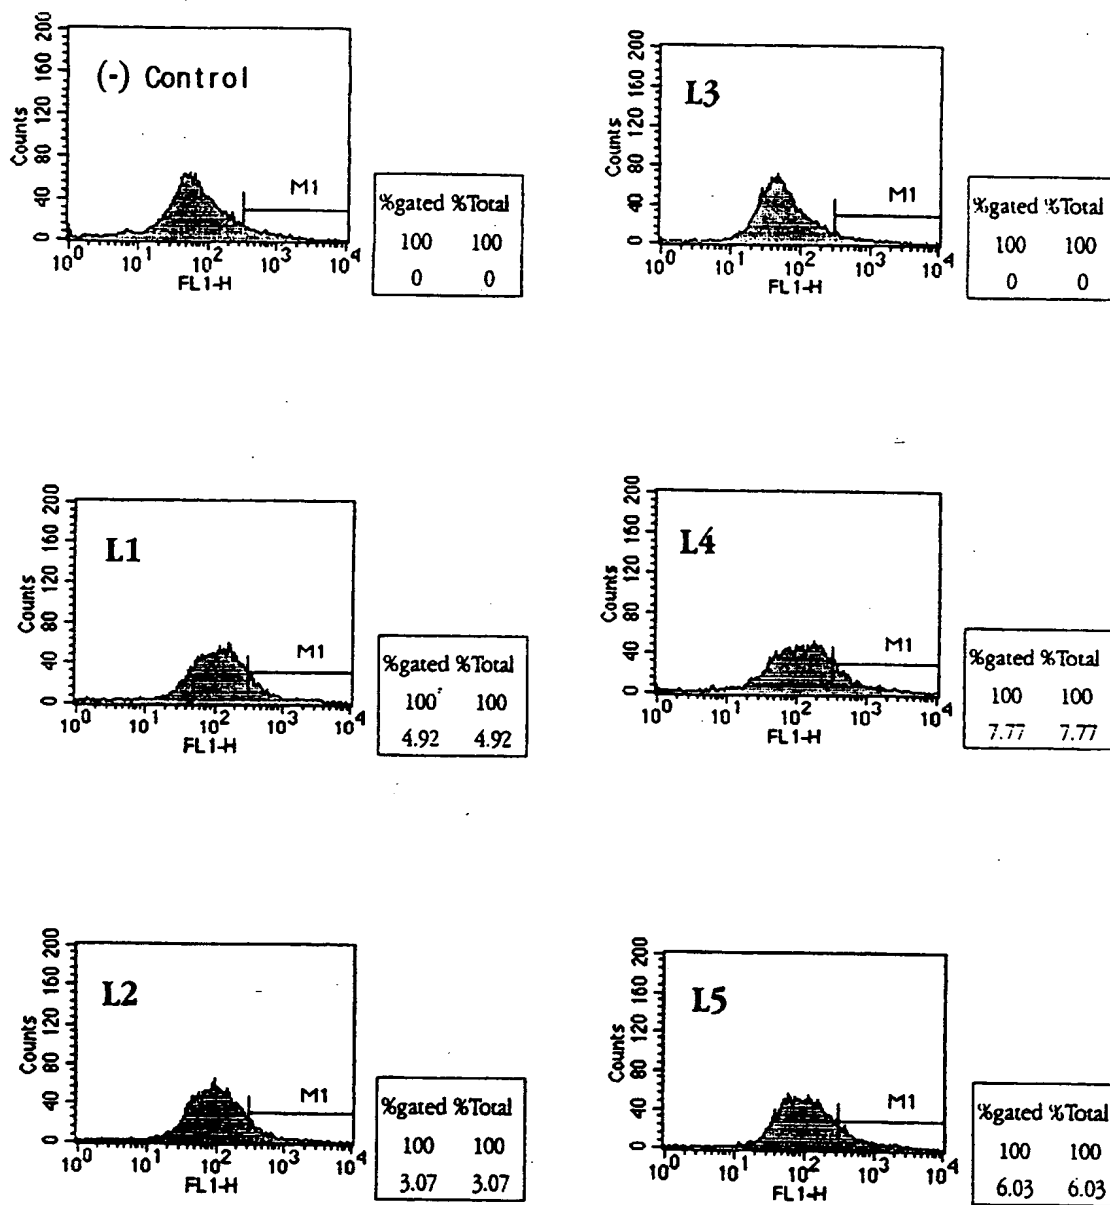 (-) Control
Counts
200
160
120
80
40
0
M1
10^0 10^1 10^2 10^3 10^4
FL1-H
%gated %Total
100 100
0 0
L3
Counts
200
160
120
80
40
0
M1
10^0 10^1 10^2 10^3 10^4
FL1-H
%gated %Total
100 100
0 0
L1
Counts
200
160
120
80
40
0
M1
10^0 10^1 10^2 10^3 10^4
FL1-H
%gated %Total
100 100
4.92 4.92
L4
Counts
200
160
120
80
40
0
M1
10^0 10^1 10^2 10^3 10^4
FL1-H
%gated %Total
100 100
7.77 7.77
L2
Counts
200
160
120
80
40
0
M1
10^0 10^1 10^2 10^3 10^4
FL1-H
%gated %Total
100 100
3.07 3.07
L5
Counts
200
160
120
80
40
0
M1
10^0 10^1 10^2 10^3 10^4
FL1-H
%gated %Total
100 100
6.03 6.03